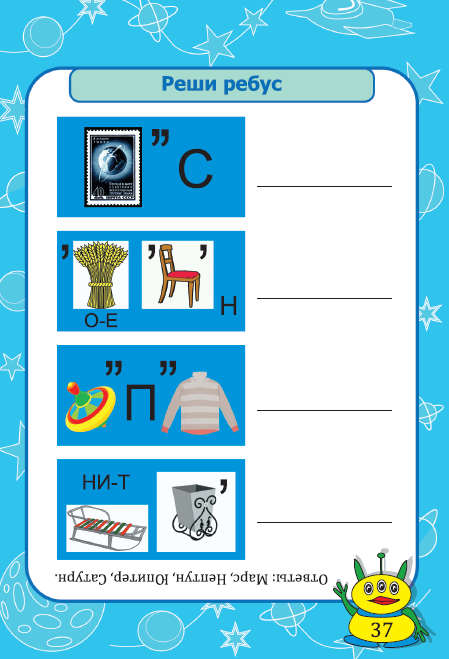 Реши ребус
” С
’ ’ ’
О-Е
Н
” П ”
НИ-Т
’
Ответы: Марс, Нептун, Юпитер, Сатурн.
37